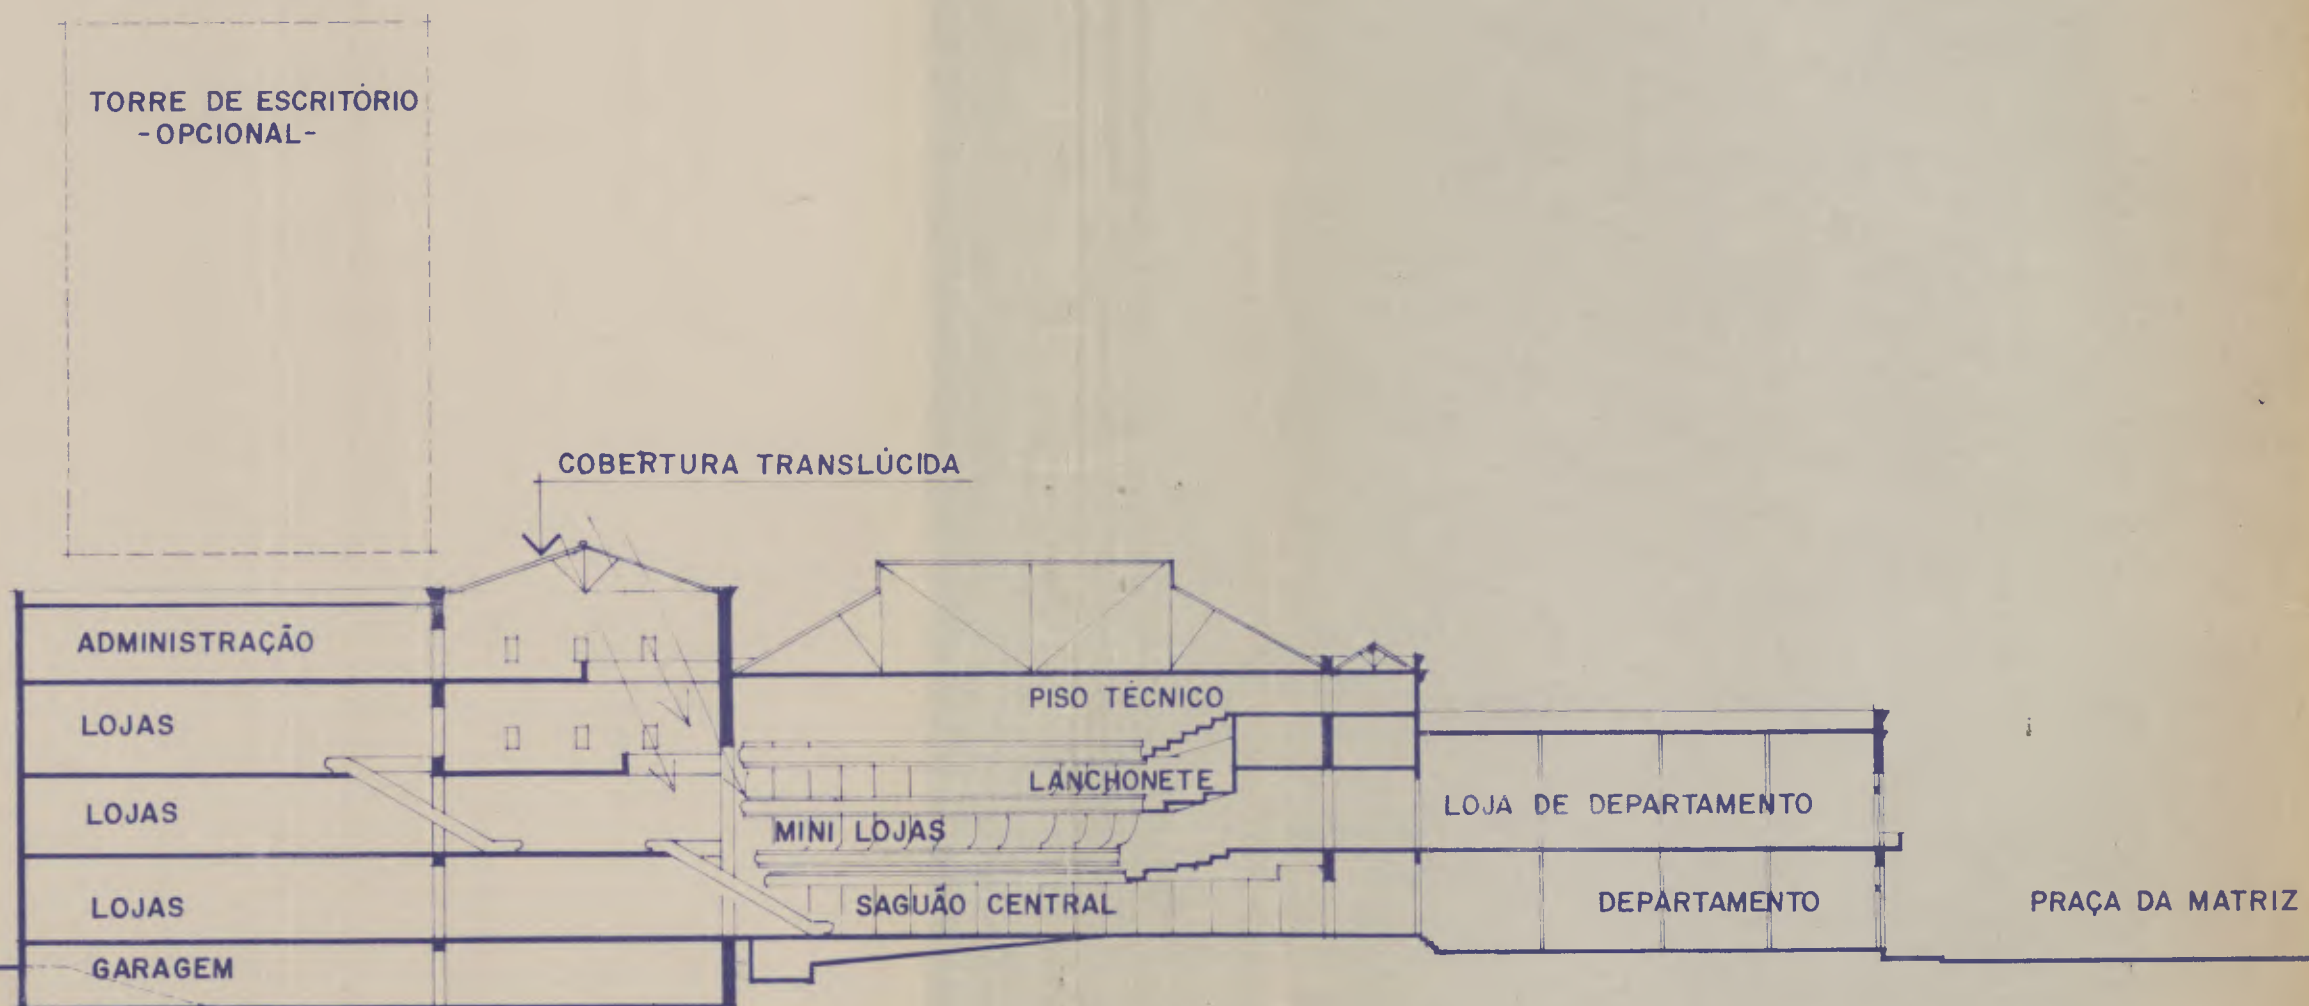 TORRE DE ESCRITÓRIO
-OPCIONAL-
COBERTURA TRANSLÚCIDA
ADMINISTRAÇÃO
PISO TÉCNICO
LOJAS
LANCHONETE
LOJAS
MINI LOJAS
LOJA DE DEPARTAMENTO
LOJAS
SAGUÃO CENTRAL
DEPARTAMENTO
PRAÇA DA MATRIZ
GARAGEM